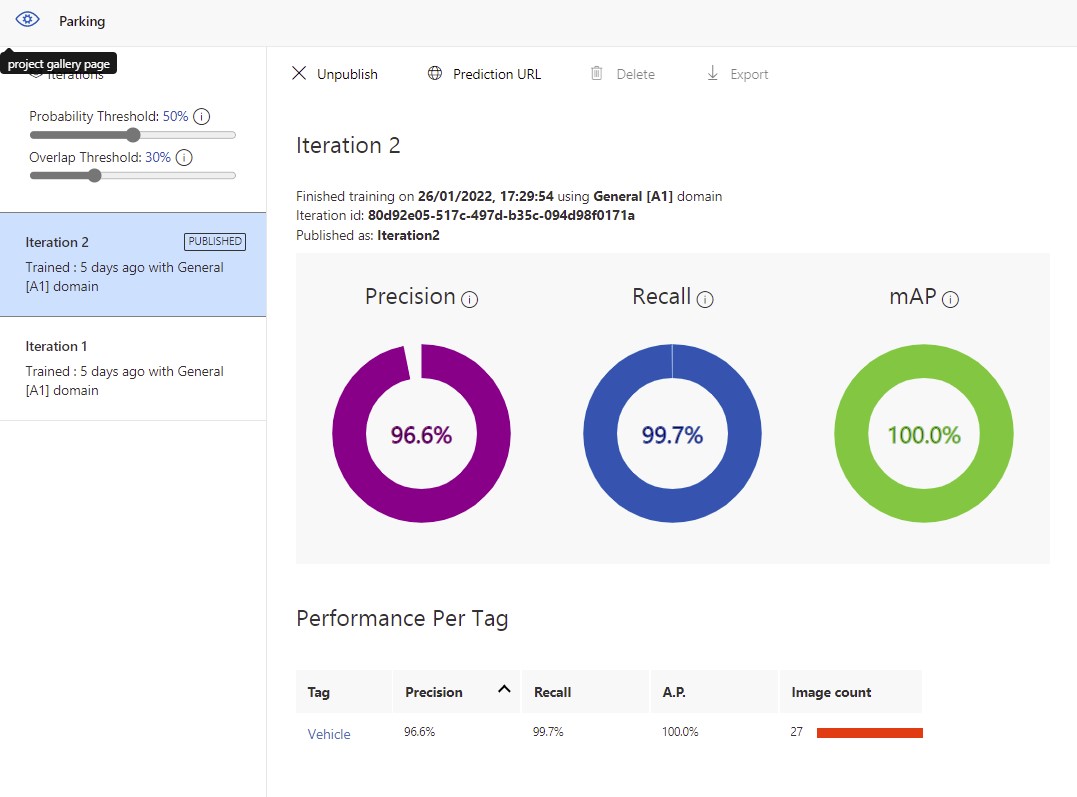 Parking
project gallery page
Iterations
Probability Threshold: 50%
Overlap Threshold: 30%
Iteration 2 PUBLISHED
Trained : 5 days ago with General
[A1] domain
Iteration 1
Trained : 5 days ago with General
[A1] domain
Unpublish Prediction URL Delete Export
Iteration 2
Finished training on 26/01/2022, 17:29:54 using General [A1] domain
Iteration id: 80d92e05-517c-497d-b35c-094d98f0171a
Published as: Iteration2
Precision Recall mAP
96.6% 99.7% 100.0%
Performance Per Tag
Tag Precision Recall A.P. Image count
Vehicle 96.6% 99.7% 100.0% 27